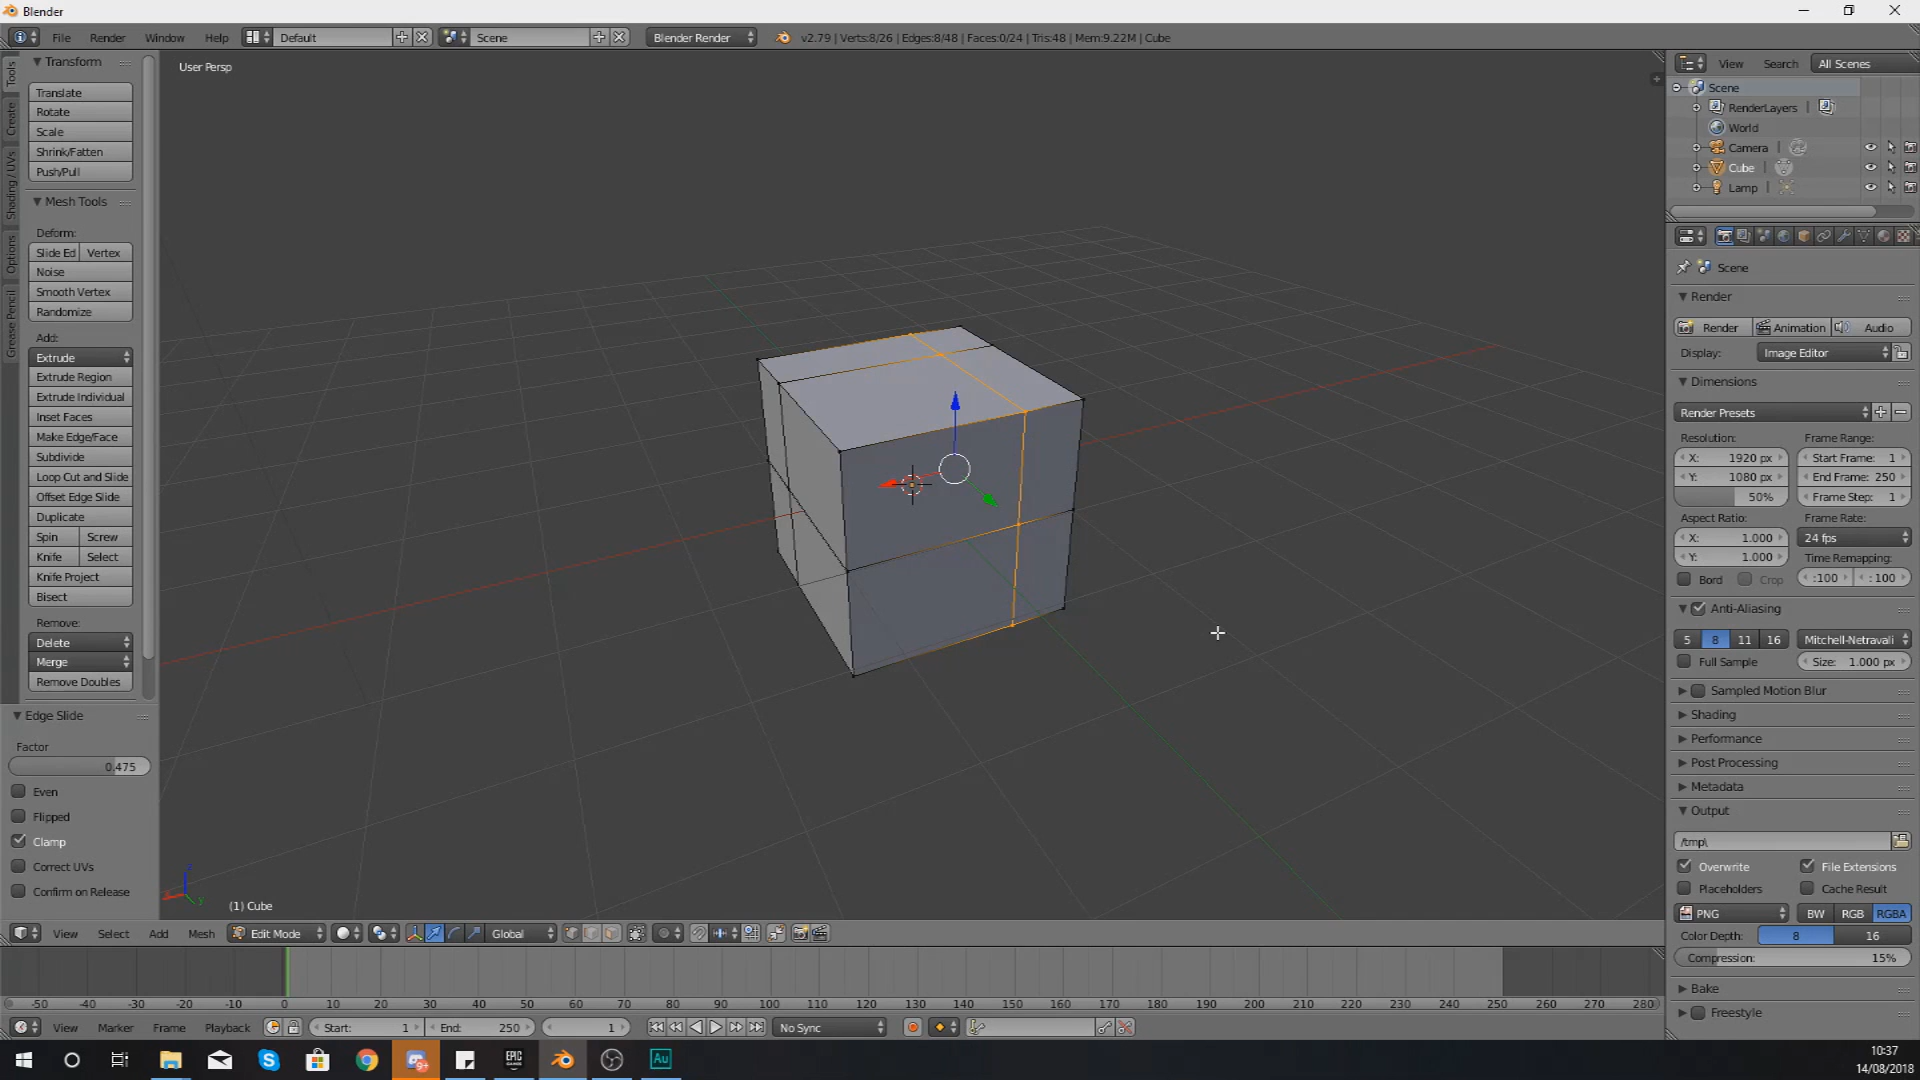 Blender
File Render Window Help Default Scene Blender Render v2.79 | Verts:8/26 | Edges:8/48 | Faces:0/24 | Tris:48 | Mem:9.22M | Cube
User Persp
Tools
Create
Shading / UVs
Options
Grease Pencil
Transform
Translate
Rotate
Scale
Shrink/Fatten
Push/Pull
Mesh Tools
Deform:
Slide Ed Vertex
Noise
Smooth Vertex
Randomize
Add:
Extrude
Extrude Region
Extrude Individual
Inset Faces
Make Edge/Face
Subdivide
Loop Cut and Slide
Offset Edge Slide
Duplicate
Spin Screw
Knife Select
Knife Project
Bisect
Remove:
Delete
Merge
Remove Doubles
Edge Slide
Factor
0.475
Even
Flipped
Clamp
Correct UVs
Confirm on Release
z
x
y
(1) Cube
View Select Add Mesh Edit Mode Global
View Search All Scenes
Scene
RenderLayers
World
Camera
Cube
Lamp
Scene
Render
Render Animation Audio
Display: Image Editor
Dimensions
Render Presets
Resolution: Frame Range:
X: 1920 px Start Frame: 1
Y: 1080 px End Frame: 250
50% Frame Step: 1
Aspect Ratio: Frame Rate:
X: 1.000 24 fps
Y: 1.000 Time Remapping:
Bord Crop :100 : 100
Anti-Aliasing
5 8 11 16 Mitchell-Netravali
Full Sample Size: 1.000 px
Sampled Motion Blur
Shading
Performance
Post Processing
Metadata
Output
/tmp\
Overwrite File Extensions
Placeholders Cache Result
PNG BW RGB RGBA
Color Depth: 8 16
Compression: 15%
Bake
Freestyle
-50 -40 -30 -20 -10 0 10 20 30 40 50 60 70 80 90 100 110 120 130 140 150 160 170 180 190 200 210 220 230 240 250 260 270 280
View Marker Frame Playback Start: 1 End: 250 1 No Sync
9+
EPIC GAMES
Au
10:37
14/08/2018